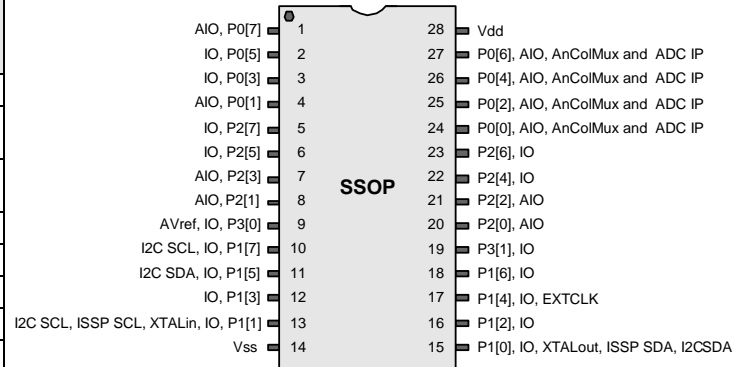 AIO, P0[7] 1 28 Vdd
IO, P0[5] 2 27 P0[6], AIO, AnColMux and ADC IP
IO, P0[3] 3 26 P0[4], AIO, AnColMux and ADC IP
AIO, P0[1] 4 25 P0[2], AIO, AnColMux and ADC IP
IO, P2[7] 5 24 P0[0], AIO, AnColMux and ADC IP
IO, P2[5] 6 23 P2[6], IO
AIO, P2[3] 7 22 P2[4], IO
SSOP
AIO, P2[1] 8 21 P2[2], AIO
AVref, IO, P3[0] 9 20 P2[0], AIO
I2C SCL, IO, P1[7] 10 19 P3[1], IO
I2C SDA, IO, P1[5] 11 18 P1[6], IO
IO, P1[3] 12 17 P1[4], IO, EXTCLK
I2C SCL, ISSP SCL, XTALin, IO, P1[1] 13 16 P1[2], IO
Vss 14 15 P1[0], IO, XTALout, ISSP SDA, I2CSDA